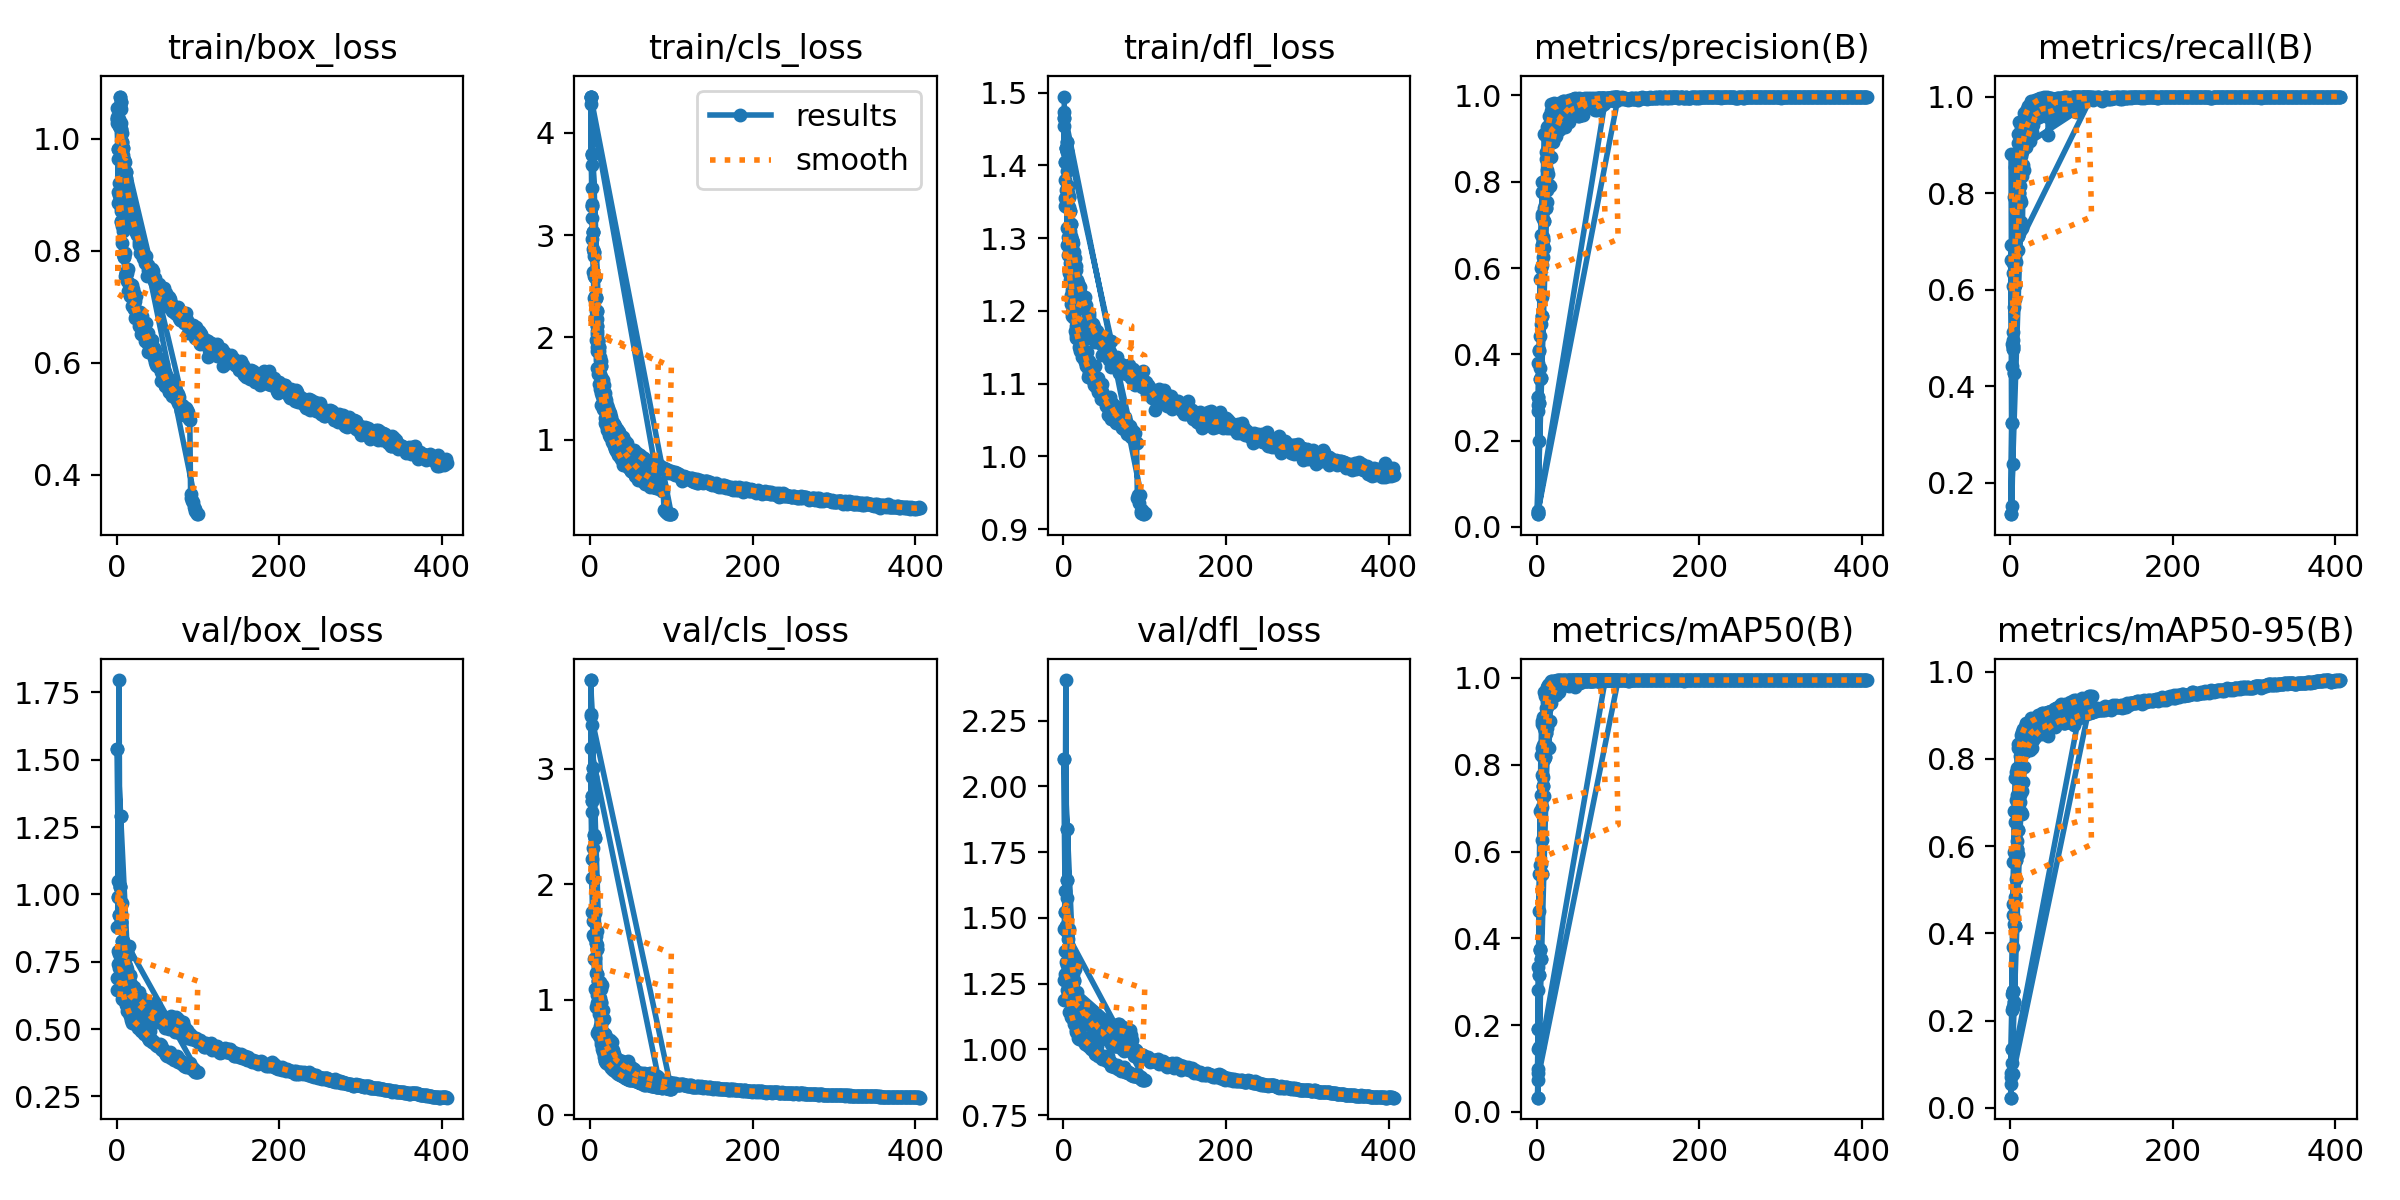 train/box_loss
1.0
0.8
0.6
0.4
0 200 400
train/cls_loss
results
smooth
4
3
2
1
0 200 400
train/dfl_loss
1.5
1.4
1.3
1.2
1.1
1.0
0.9
0 200 400
metrics/precision(B)
1.0
0.8
0.6
0.4
0.2
0.0
0 200 400
metrics/recall(B)
1.0
0.8
0.6
0.4
0.2
0 200 400
val/box_loss
1.75
1.50
1.25
1.00
0.75
0.50
0.25
0 200 400
val/cls_loss
3
2
1
0
0 200 400
val/dfl_loss
2.25
2.00
1.75
1.50
1.25
1.00
0.75
0 200 400
metrics/mAP50(B)
1.0
0.8
0.6
0.4
0.2
0.0
0 200 400
metrics/mAP50-95(B)
1.0
0.8
0.6
0.4
0.2
0.0
0 200 400